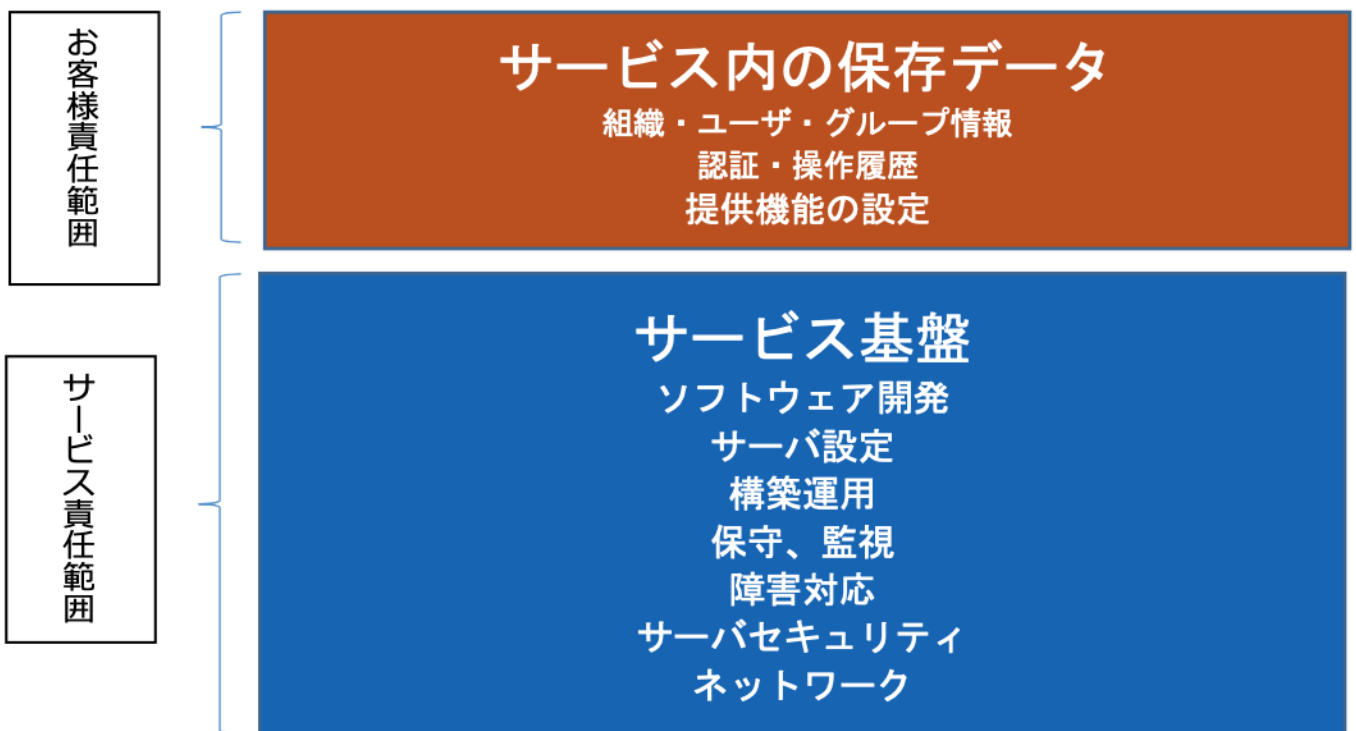 お客様責任範囲
サービス内の保存データ
組織・ユーザ・グループ情報
認証・操作履歴
提供機能の設定
サービス責任範囲
サービス基盤
ソフトウェア開発
サーバ設定
構築運用
保守、監視
障害対応
サーバセキュリティ
ネットワーク